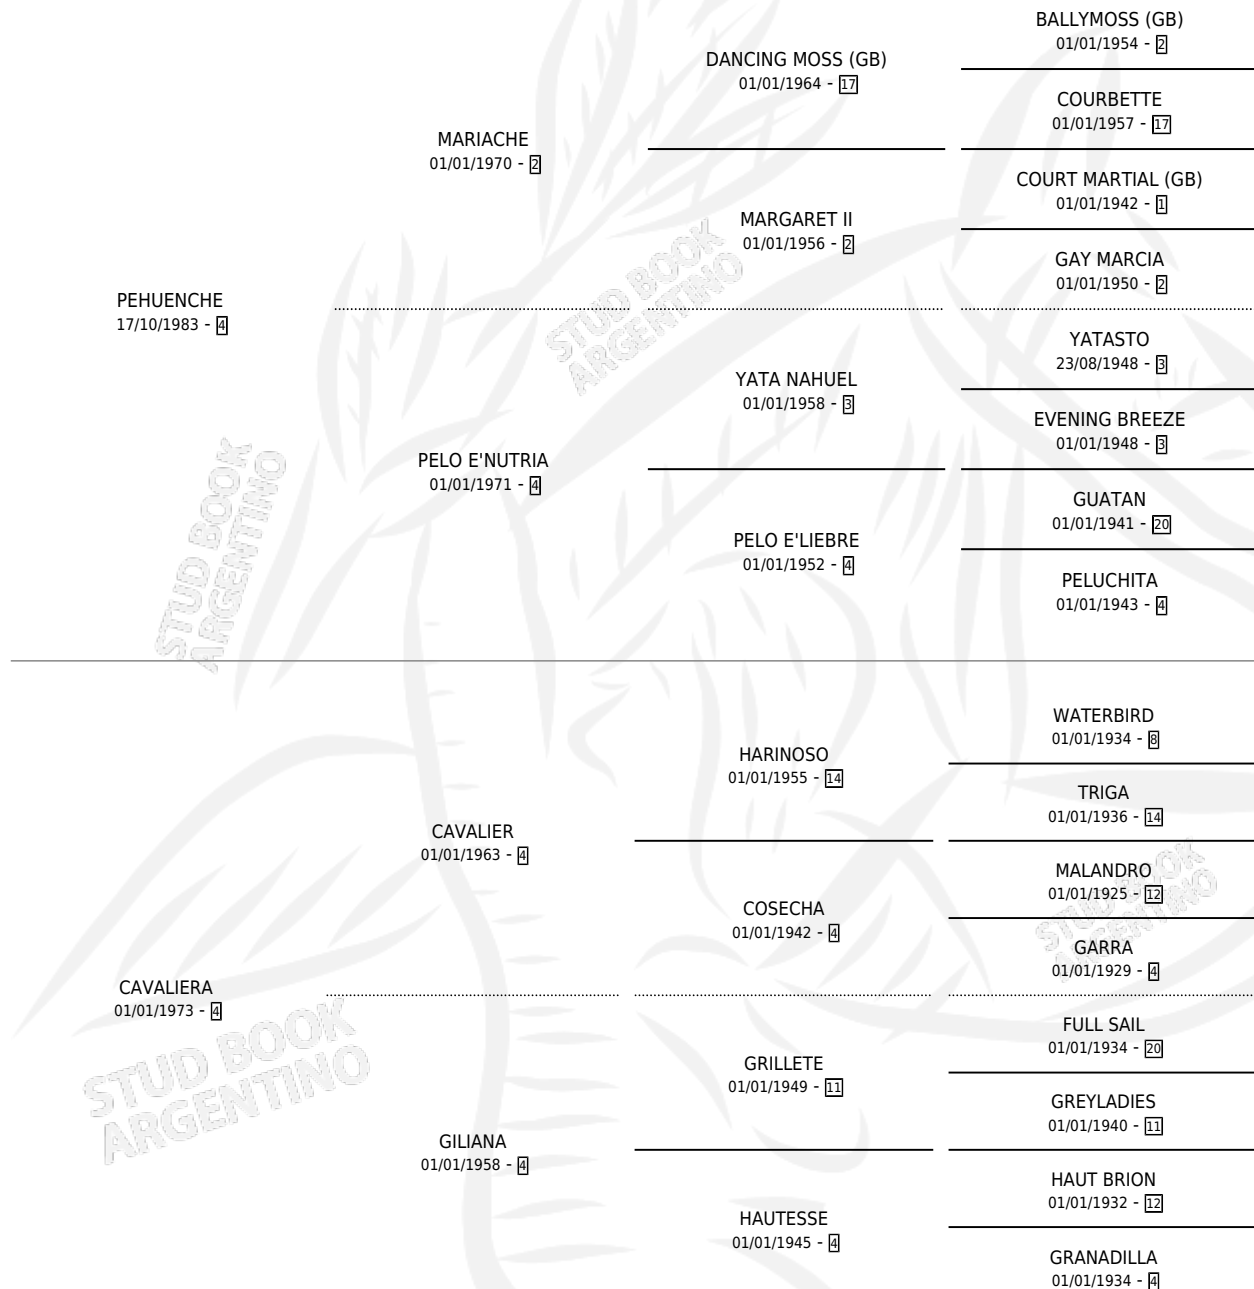 BALLYMOSS (GB)
01/01/1954 - 2
DANCING MOSS (GB)
01/01/1964 - 17
COURBETTE
01/01/1957 - 17
MARIACHE
01/01/1970 - 2
COURT MARTIAL (GB)
01/01/1942 - 1
MARGARET II
01/01/1956 - 2
GAY MARCIA
01/01/1950 - 2
PEHUENCHE
17/10/1983 - 4
YATASTO
23/08/1948 - 3
YATA NAHUEL
01/01/1958 - 3
EVENING BREEZE
01/01/1948 - 3
PELO E'NUTRIA
01/01/1971 - 4
GUATAN
01/01/1941 - 20
PELO E'LIEBRE
01/01/1952 - 4
PELUCHITA
01/01/1943 - 4
WATERBIRD
01/01/1934 - 8
HARINOSO
01/01/1955 - 14
TRIGA
01/01/1936 - 14
CAVALIER
01/01/1963 - 4
MALANDRO
01/01/1925 - 12
COSECHA
01/01/1942 - 4
GARRA
01/01/1929 - 4
CAVALIERA
01/01/1973 - 4
FULL SAIL
01/01/1934 - 20
GRILLETE
01/01/1949 - 11
GREYLADIES
01/01/1940 - 11
GILIANA
01/01/1958 - 4
HAUT BRION
01/01/1932 - 12
HAUTESSE
01/01/1945 - 4
GRANADILLA
01/01/1934 - 4
STUD BOOK
ARGENTINO
STUD BOOK
ARGENTINO
STUD BOOK
ARGENTINO
STUD BOOK
ARGENTINO